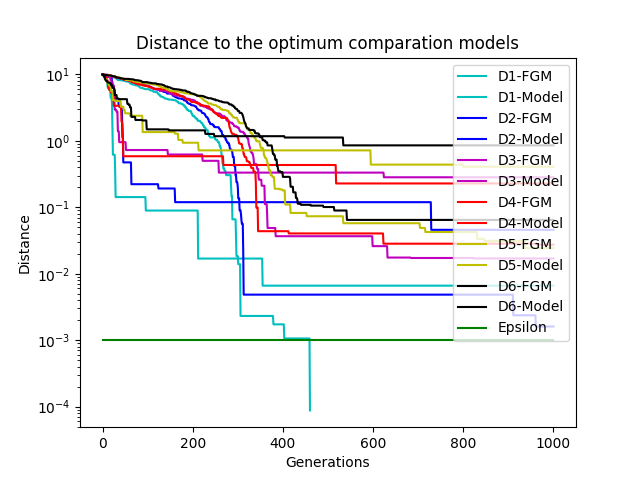 Distance to the optimum comparation models
D1-FGM
D1-Model
D2-FGM
D2-Model
D3-FGM
D3-Model
D4-FGM
D4-Model
D5-FGM
D5-Model
D6-FGM
D6-Model
Epsilon
10¹
10⁰
10⁻¹
10⁻²
10⁻³
10⁻⁴
Distance
0 200 400 600 800 1000
Generations